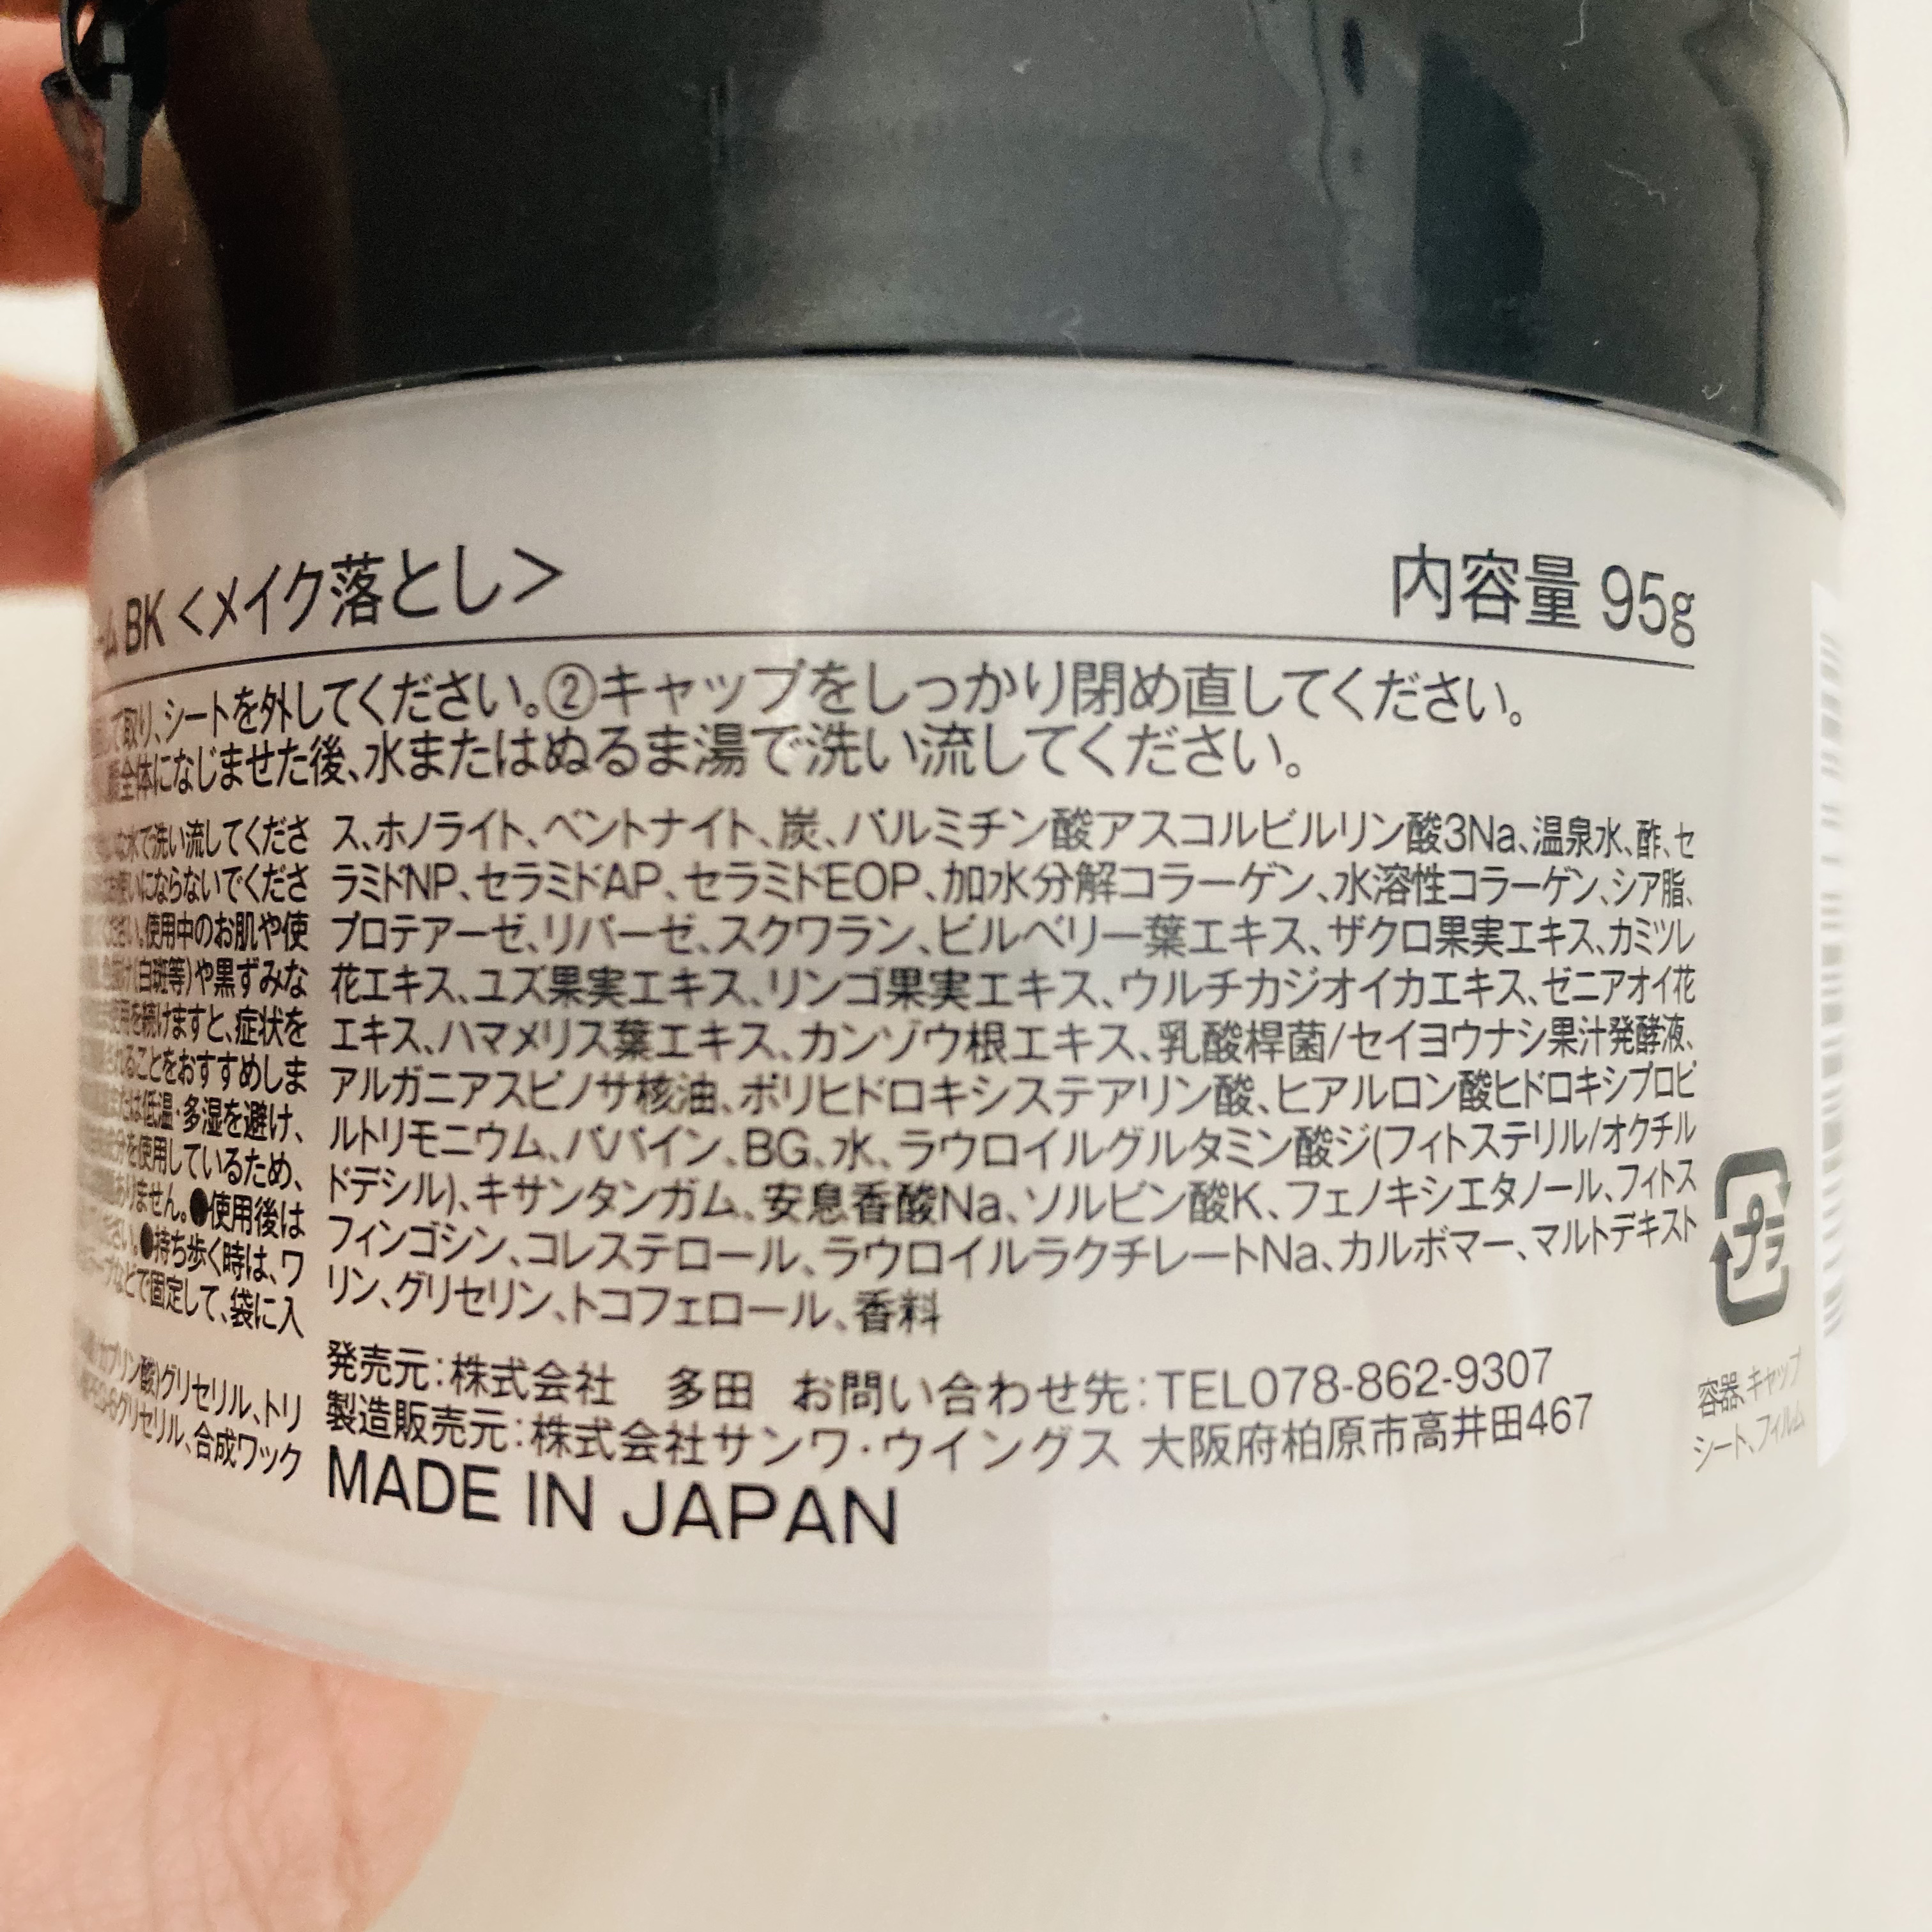 BK <メイク落とし>
内容量 95g
取り、シートを外してください。②キャップをしっかり閉め直してください。
全体になじませた後、水またはぬるま湯で洗い流してください。
水で洗い流してくださ
お使いにならないでくださ
使用中のお肌や使
(白斑等)や黒ずみな
使用を続けますと、症状を
されることをおすすめしま
または低温・多湿を避け、
成分を使用しているため、
ありません。●使用後は
さい。●持ち歩く時は、ワ
などで固定して、袋に入
カプリン酸)グリセリル、トリ
グリセリル、合成ワック
ス、ホノライト、ベントナイト、炭、パルミチン酸アスコルビルリン酸3Na、温泉水、酢、セ
ラミドNP、セラミドAP、セラミドEOP、加水分解コラーゲン、水溶性コラーゲン、シア脂、
プロテアーゼ、リパーゼ、スクワラン、ビルベリー葉エキス、ザクロ果実エキス、カミツレ
花エキス、ユズ果実エキス、リンゴ果実エキス、ウルチカジオイカエキス、ゼニアオイ花
エキス、ハマメリス葉エキス、カンゾウ根エキス、乳酸桿菌/セイヨウナシ果汁発酵液、
アルガニアスピノサ核油、ポリヒドロキシステアリン酸、ヒアルロン酸ヒドロキシプロピ
ルトリモニウム、パパイン、BG、水、ラウロイルグルタミン酸ジ(フィトステリル/オクチル
ドデシル)、キサンタンガム、安息香酸Na、ソルビン酸K、フェノキシエタノール、フィトス
フィンゴシン、コレステロール、ラウロイルラクチレートNa、カルボマー、マルトデキスト
リン、グリセリン、トコフェロール、香料
発売元:株式会社 多田 お問い合わせ先:TEL078-862-9307
製造販売元:株式会社サンワ・ウイングス 大阪府柏原市高井田467
MADE IN JAPAN
プラ
容器、キャップ
シート、フィルム